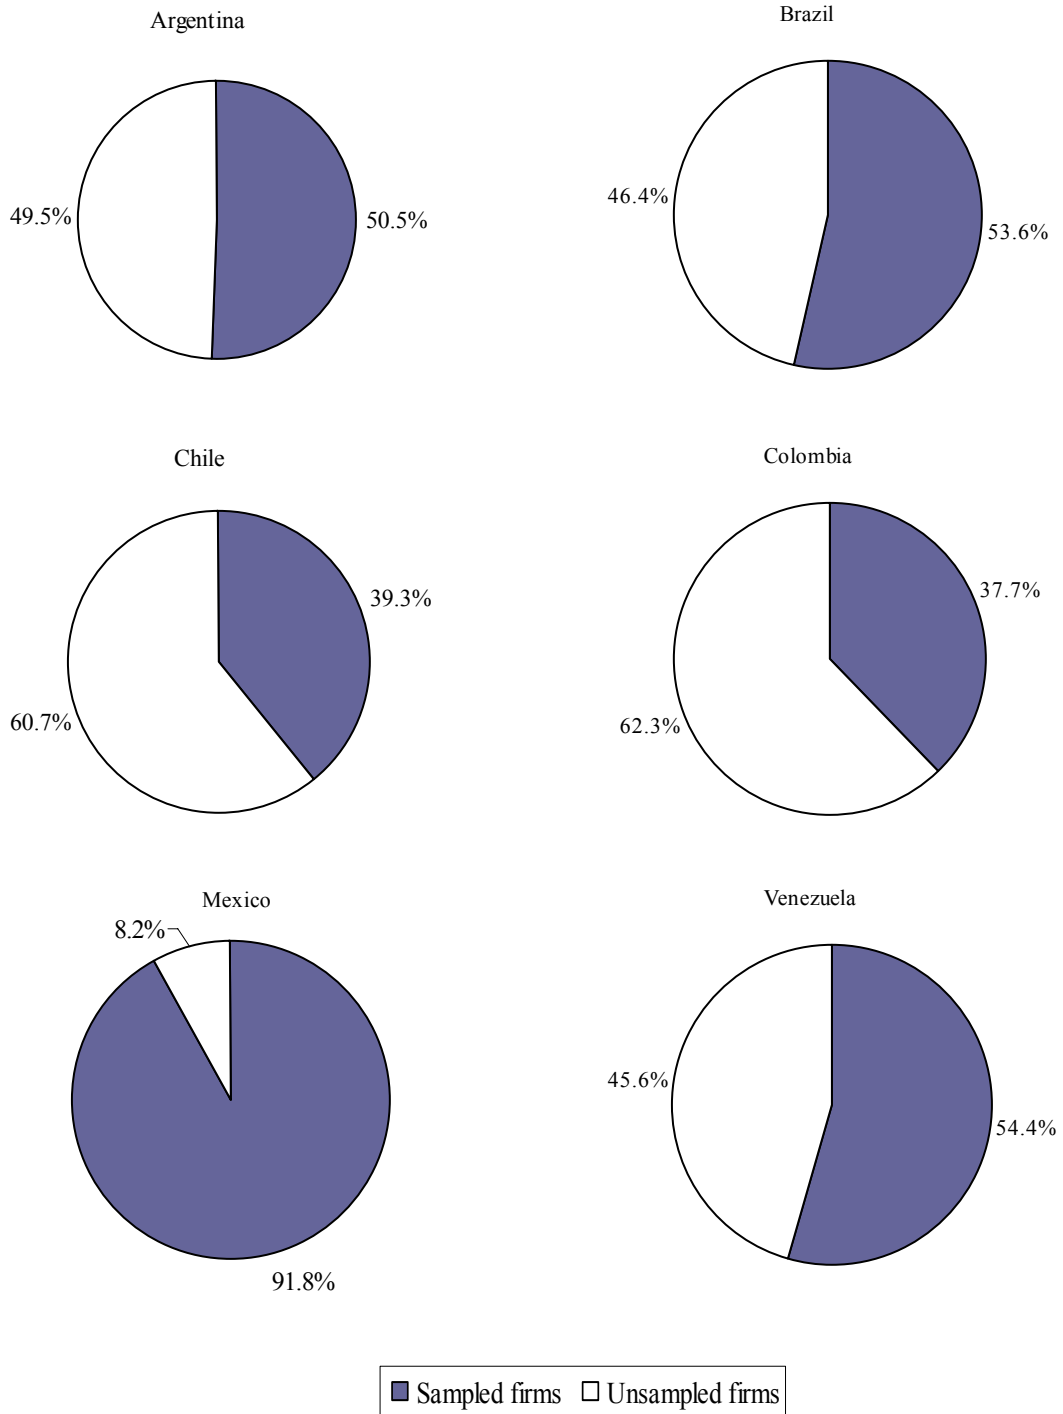 Argentina
Brazil
49.5%
50.5%
46.4%
53.6%
Chile
Colombia
39.3%
60.7%
37.7%
62.3%
Mexico
Venezuela
8.2%
91.8%
45.6%
54.4%
Sampled firms Unsampled firms